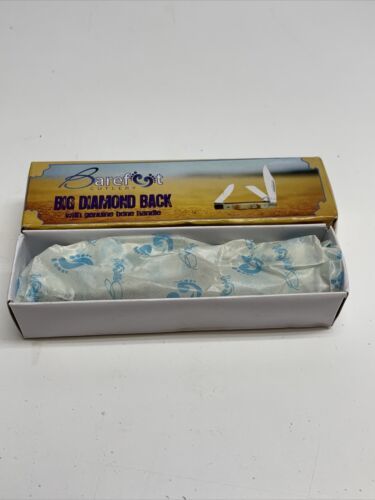 Barefoot
CUTLERY
BIG DIAMOND BACK
with genuine bone handle